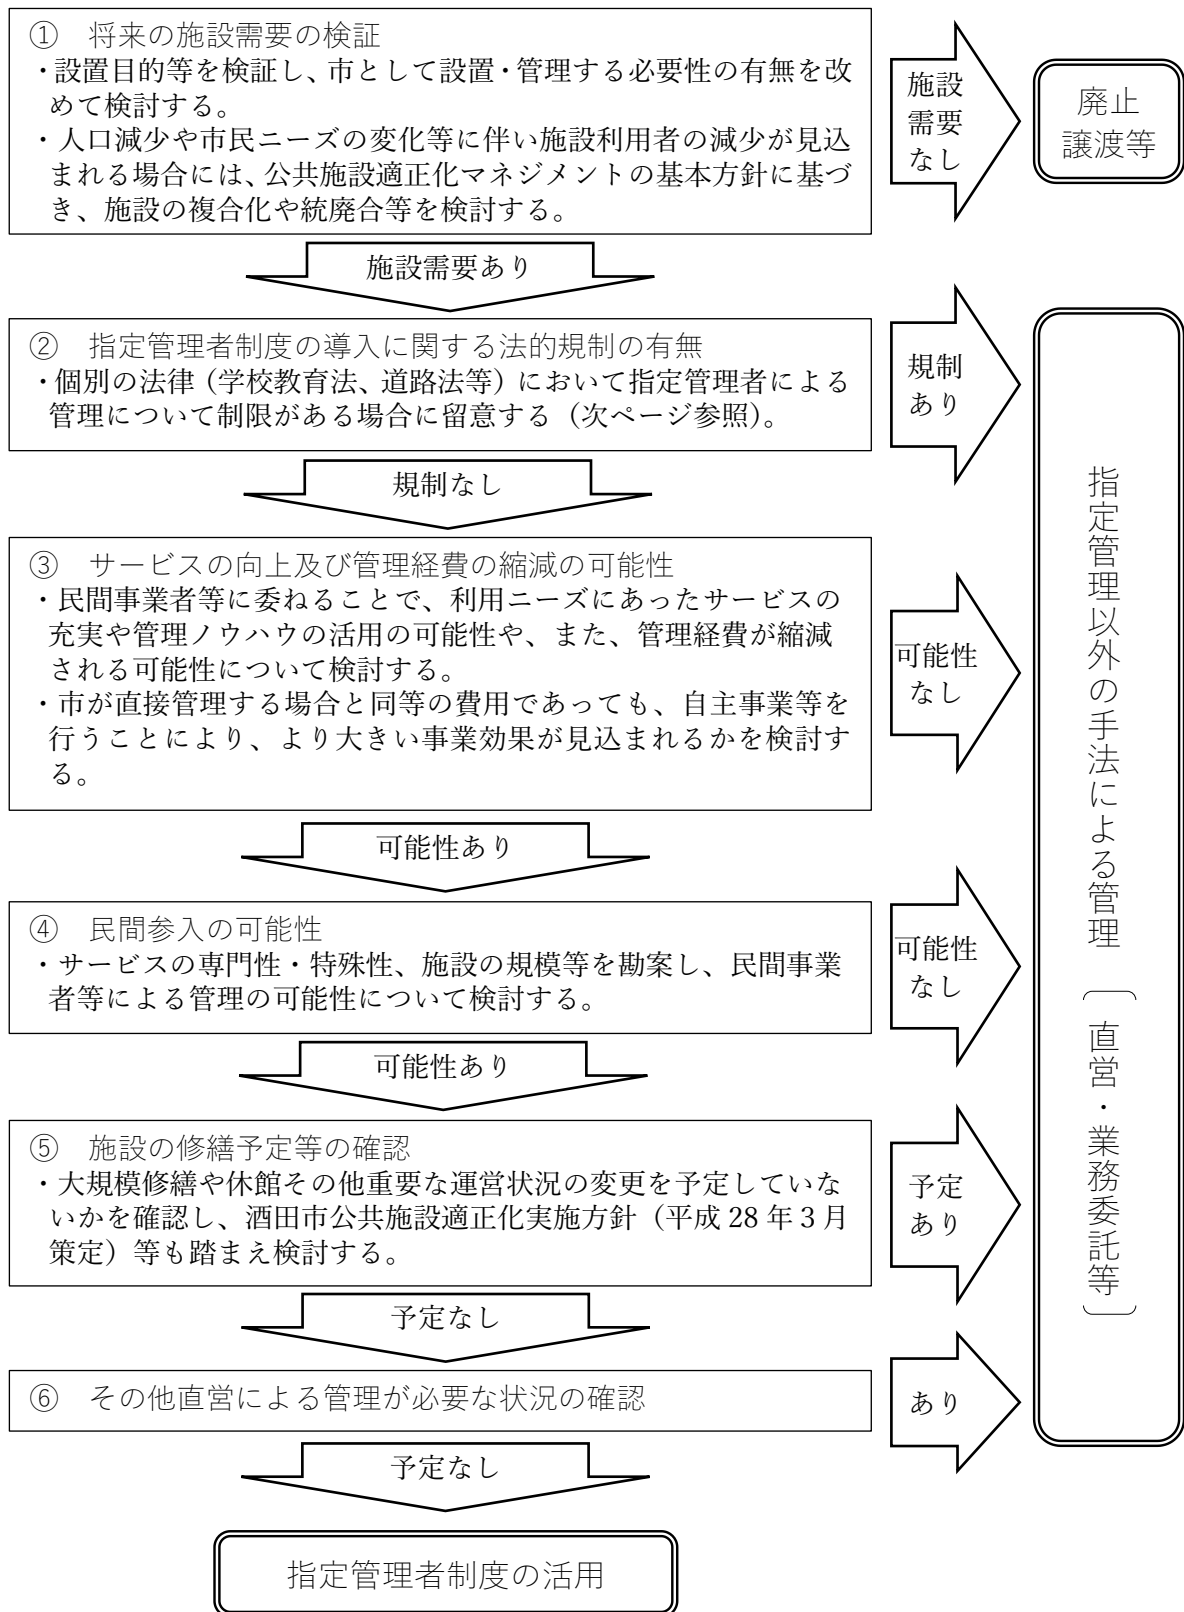 ① 将来の施設需要の検証
・設置目的等を検証し、市として設置・管理する必要性の有無を改
めて検討する。
・人口減少や市民ニーズの変化等に伴い施設利用者の減少が見込
まれる場合には、公共施設適正化マネジメントの基本方針に基づ
き、施設の複合化や統廃合等を検討する。
施設
需要
なし
廃止
譲渡等
施設需要あり
② 指定管理者制度の導入に関する法的規制の有無
・個別の法律（学校教育法、道路法等）において指定管理者による
管理について制限がある場合に留意する（次ページ参照）。
規制
あり
規制なし
③ サービスの向上及び管理経費の縮減の可能性
・民間事業者等に委ねることで、利用ニーズにあったサービスの
充実や管理ノウハウの活用の可能性や、また、管理経費が縮減
される可能性について検討する。
・市が直接管理する場合と同等の費用であっても、自主事業等を
行うことにより、より大きい事業効果が見込まれるかを検討す
る。
可能性
なし
可能性あり
④ 民間参入の可能性
・サービスの専門性・特殊性、施設の規模等を勘案し、民間事業
者等による管理の可能性について検討する。
可能性
なし
可能性あり
⑤ 施設の修繕予定等の確認
・大規模修繕や休館その他重要な運営状況の変更を予定していな
いかを確認し、酒田市公共施設適正化実施方針（平成 28 年３月
策定）等も踏まえ検討する。
予定
あり
予定なし
⑥ その他直営による管理が必要な状況の確認
あり
予定なし
指定管理者制度の活用
指定管理以外の手法による管理〔直営・業務委託等〕